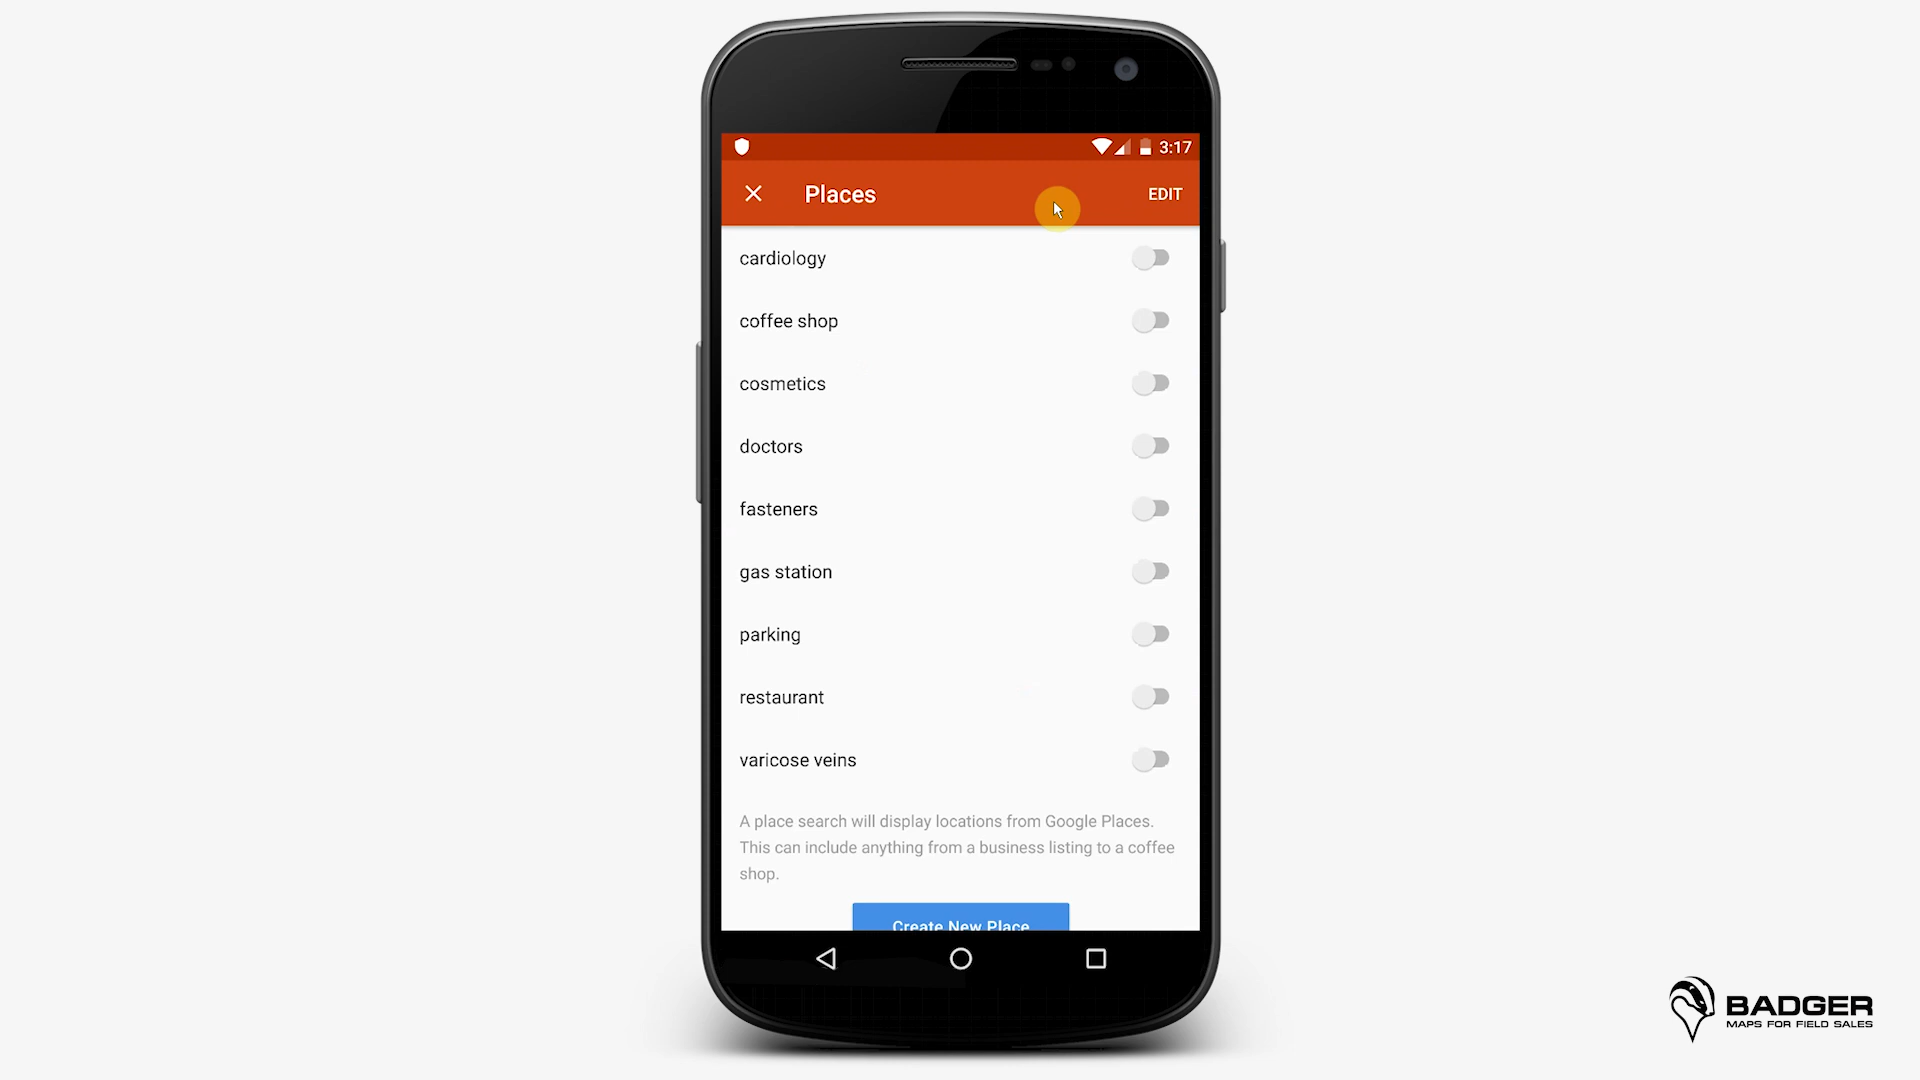 3:17
Places
EDIT
cardiology
coffee shop
cosmetics
doctors
fasteners
gas station
parking
restaurant
varicose veins
A place search will display locations from Google Places.
This can include anything from a business listing to a coffee
shop.
Create New Place
BADGER
MAPS FOR FIELD SALES